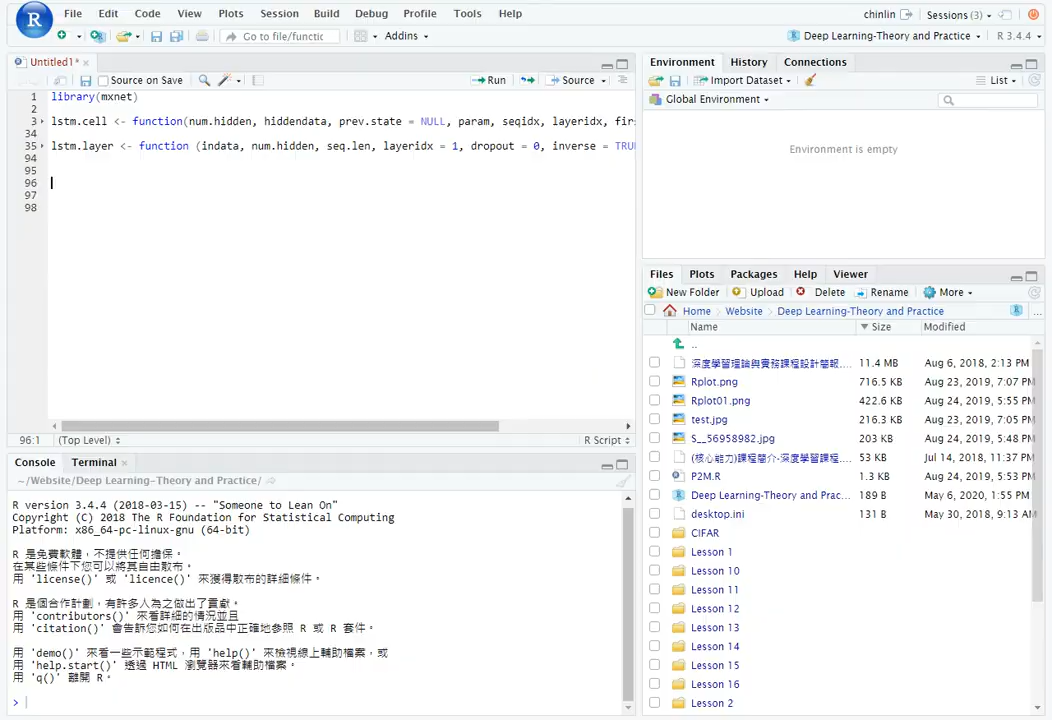 File Edit Code View Plots Session Build Debug Profile Tools Help
chinlin Sessions (3)
Go to file/functic Addins
Deep Learning-Theory and Practice R 3.4.4
Untitled1*
Source on Save Run Source
1 library(mxnet)
2
3 lstm.cell <- function(num.hidden, hiddendata, prev.state = NULL, param, seqidx, layeridx, fir
34
35 lstm.layer <- function (indata, num.hidden, seq.len, layeridx = 1, dropout = 0, inverse = TRU
94
95
96
97
98
96:1 (Top Level) R Script
Console Terminal
~/Website/Deep Learning-Theory and Practice/
R version 3.4.4 (2018-03-15) -- "Someone to Lean On"
Copyright (C) 2018 The R Foundation for Statistical Computing
Platform: x86_64-pc-linux-gnu (64-bit)
R 是免費軟體，不提供任何擔保。
在某些條件下您可以將其自由散布。
用 'license()' 或 'licence()' 來獲得散布的詳細條件。
R 是個合作計劃，有許多人為之做出了貢獻。
用 'contributors()' 來看詳細的情況並且
用 'citation()' 會告訴您如何在出版品中正確地參照 R 或 R 套件。
用 'demo()' 來看一些示範程式，用 'help()' 來檢視線上輔助檔案，或
用 'help.start()' 透過 HTML 瀏覽器來看輔助檔案。
用 'q()' 離開 R。
>
Environment History Connections
Import Dataset List
Global Environment
Environment is empty
Files Plots Packages Help Viewer
New Folder Upload Delete Rename More
Home Website Deep Learning-Theory and Practice ...
Name Size Modified
..
深度學習理論與實務課程設計簡報.... 11.4 MB Aug 6, 2018, 2:13 PM
Rplot.png 716.5 KB Aug 23, 2019, 7:07 PM
Rplot01.png 422.6 KB Aug 24, 2019, 5:55 PM
test.jpg 216.3 KB Aug 23, 2019, 7:05 PM
S__56958982.jpg 203 KB Aug 24, 2019, 5:48 PM
(核心能力)課程簡介-深度學習課程.... 53 KB Jul 14, 2018, 11:37 PM
P2M.R 1.3 KB Aug 24, 2019, 5:53 PM
Deep Learning-Theory and Prac... 189 B May 6, 2020, 1:55 PM
desktop.ini 131 B May 30, 2018, 9:13 AM
CIFAR
Lesson 1
Lesson 10
Lesson 11
Lesson 12
Lesson 13
Lesson 14
Lesson 15
Lesson 16
Lesson 2